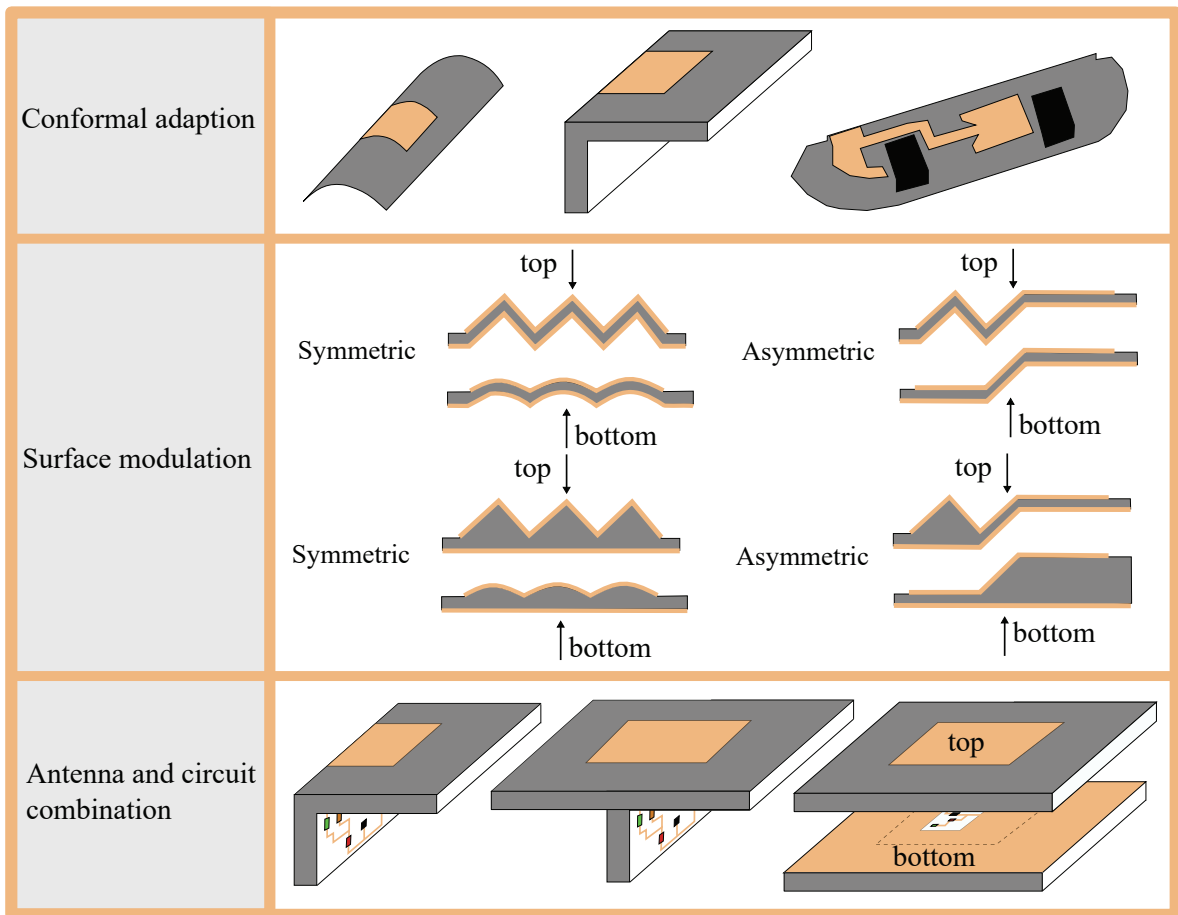 Conformal adaption
Surface modulation
top
Symmetric
bottom
top
Asymmetric
bottom
top
Symmetric
bottom
top
Asymmetric
bottom
Antenna and circuit
combination
top
bottom